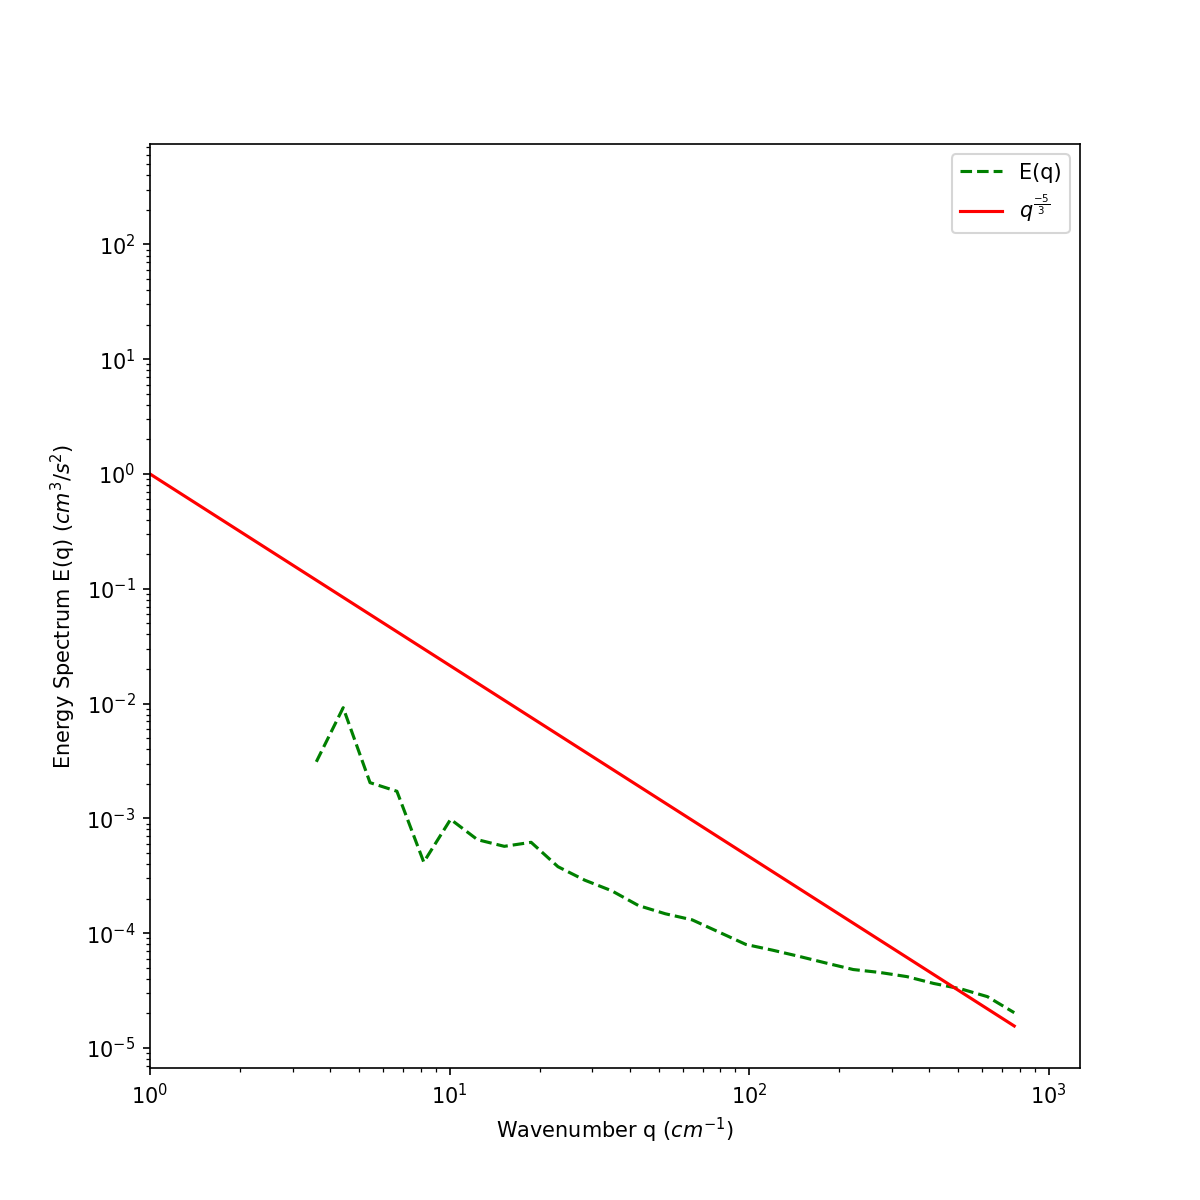 E(q)
q^{\frac{-5}{3}}
10^2
10^1
10^0
10^{-1}
10^{-2}
10^{-3}
10^{-4}
10^{-5}
Energy Spectrum E(q) (cm^3/s^2)
10^0 10^1 10^2 10^3
Wavenumber q (cm^{-1})